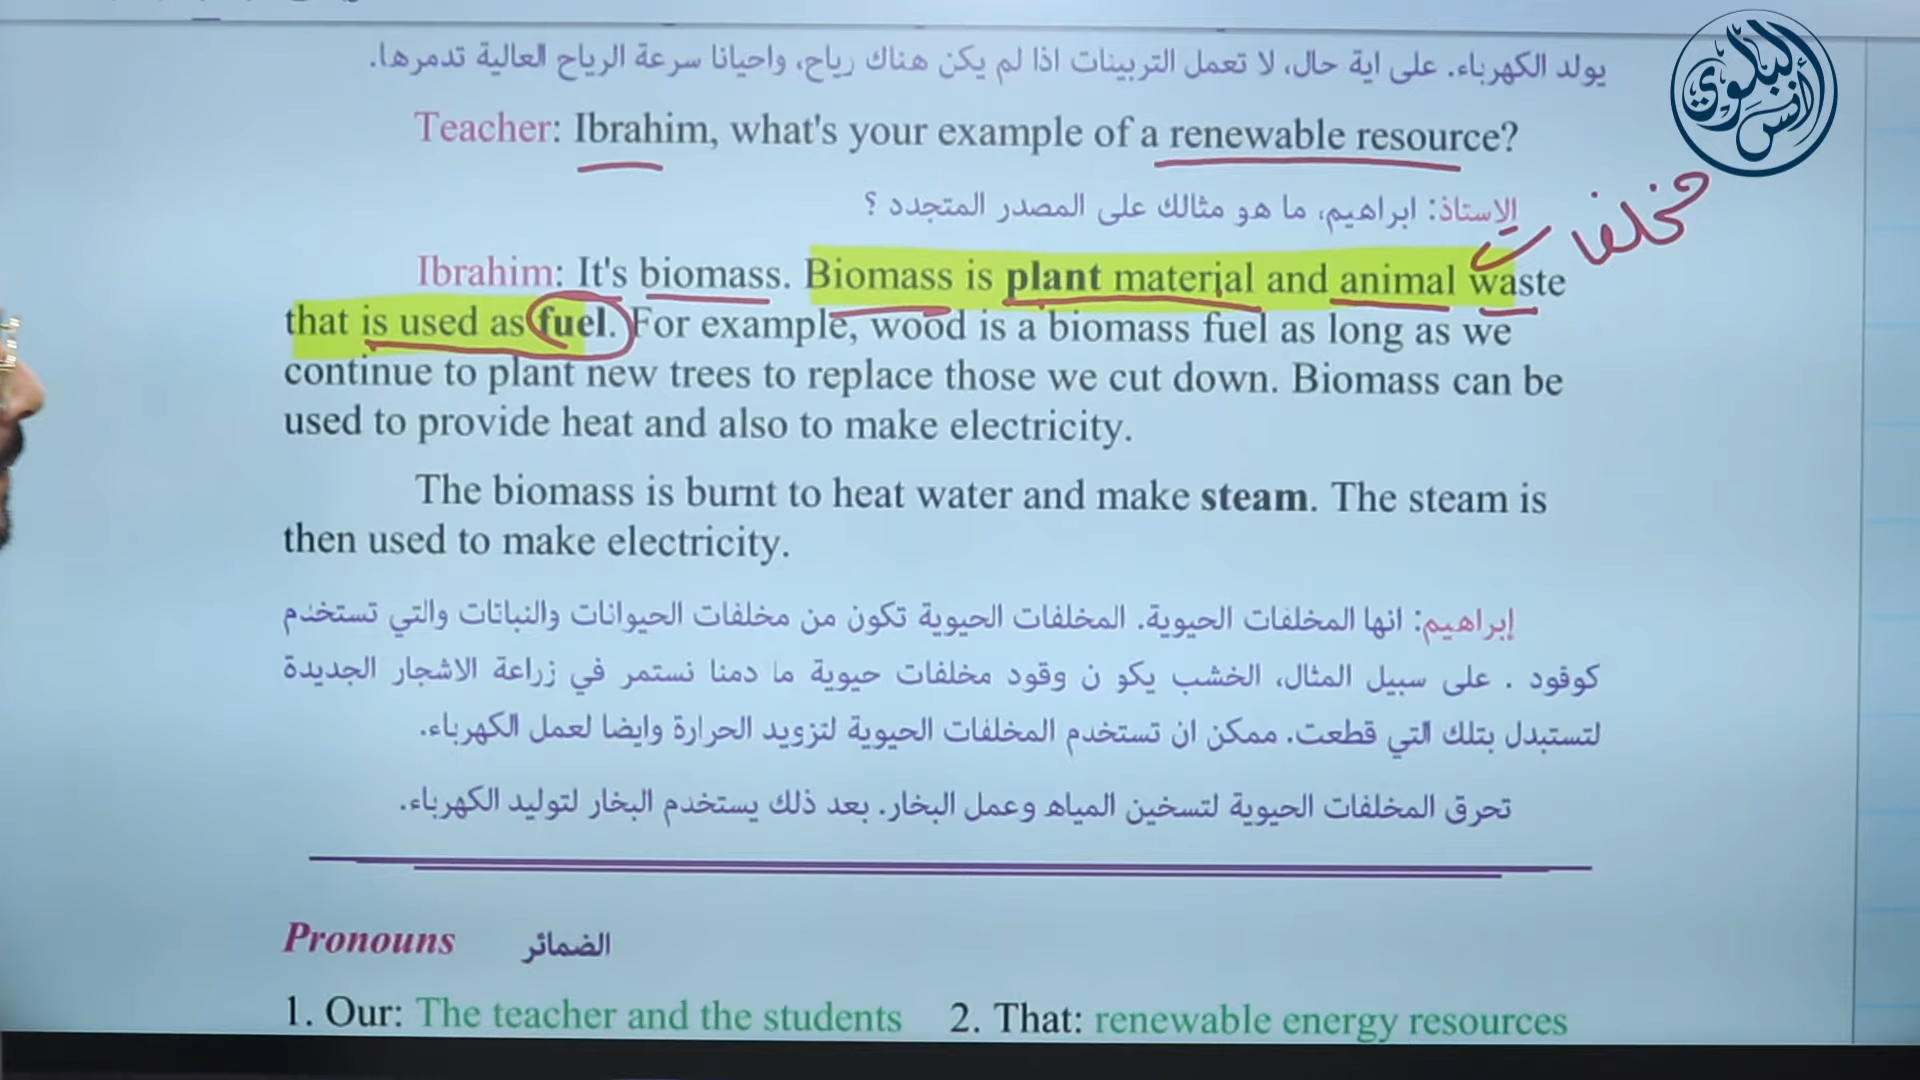 يولد الكهرباء. على اية حال، لا تعمل التربينات اذا لم يكن هناك رياح، واحيانا سرعة الرياح العالية تدمرها.
Teacher: Ibrahim, what's your example of a renewable resource?
الاستاذ: ابراهيم، ما هو مثالك على المصدر المتجدد ؟
مخلفات
Ibrahim: It's biomass. Biomass is plant material and animal waste
that is used as fuel. For example, wood is a biomass fuel as long as we
continue to plant new trees to replace those we cut down. Biomass can be
used to provide heat and also to make electricity.
The biomass is burnt to heat water and make steam. The steam is
then used to make electricity.
إبراهيم: انها المخلفات الحيوية. المخلفات الحيوية تكون من مخلفات الحيوانات والنباتات والتي تستخدم
كوقود . على سبيل المثال، الخشب يكو ن وقود مخلفات حيوية ما دمنا نستمر في زراعة الاشجار الجديدة
لتستبدل بتلك التي قطعت. ممكن ان تستخدم المخلفات الحيوية لتزويد الحرارة وايضا لعمل الكهرباء.
تحرق المخلفات الحيوية لتسخين المياه وعمل البخار. بعد ذلك يستخدم البخار لتوليد الكهرباء.
Pronouns الضمائر
1. Our: The teacher and the students 2. That: renewable energy resources
أنس البكوي